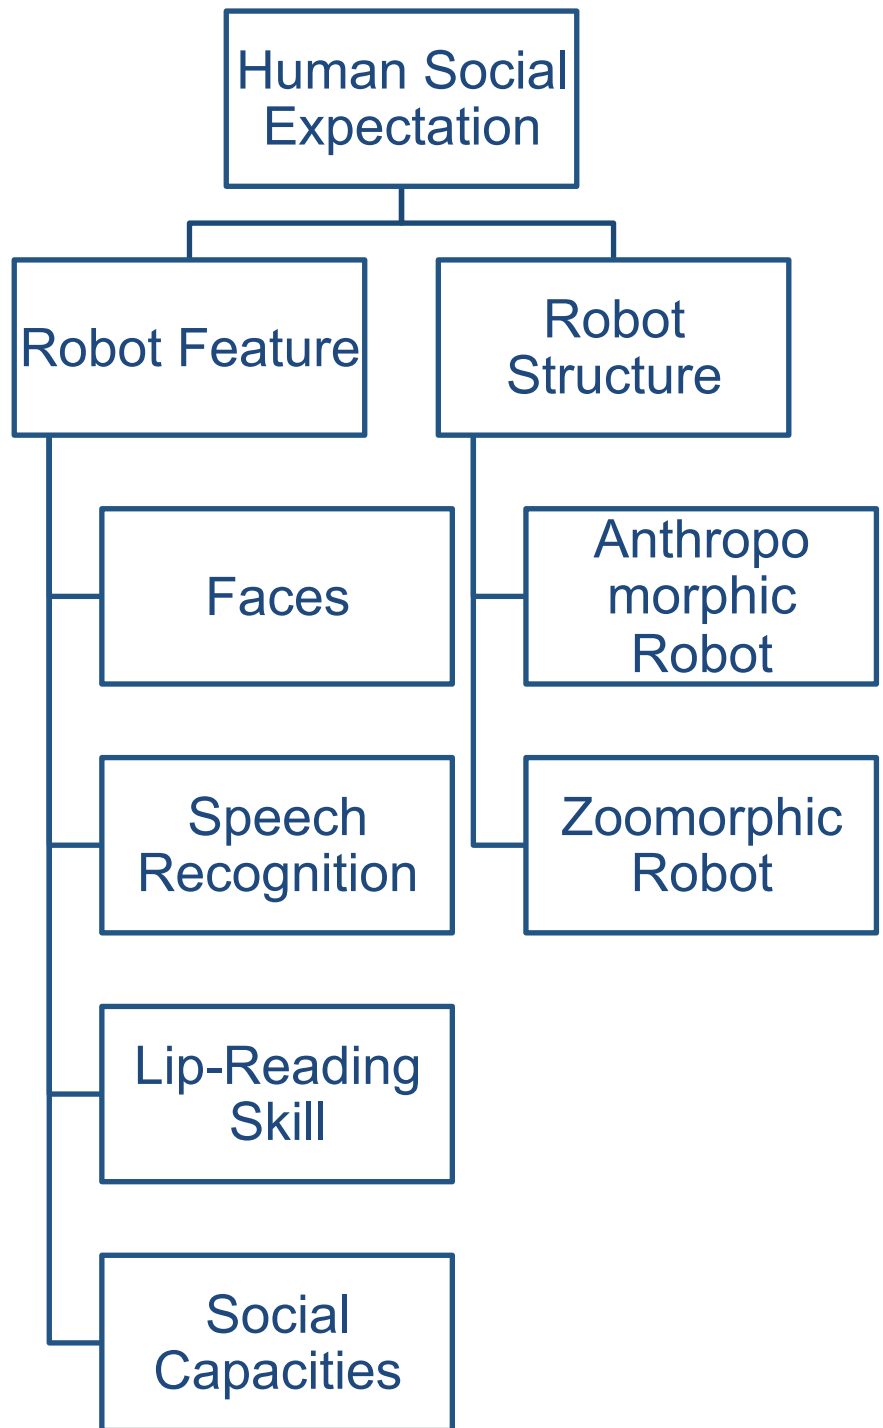 Human Social
Expectation
Robot Feature
Robot
Structure
Faces
Anthropo
morphic
Robot
Speech
Recognition
Zoomorphic
Robot
Lip-Reading
Skill
Social
Capacities